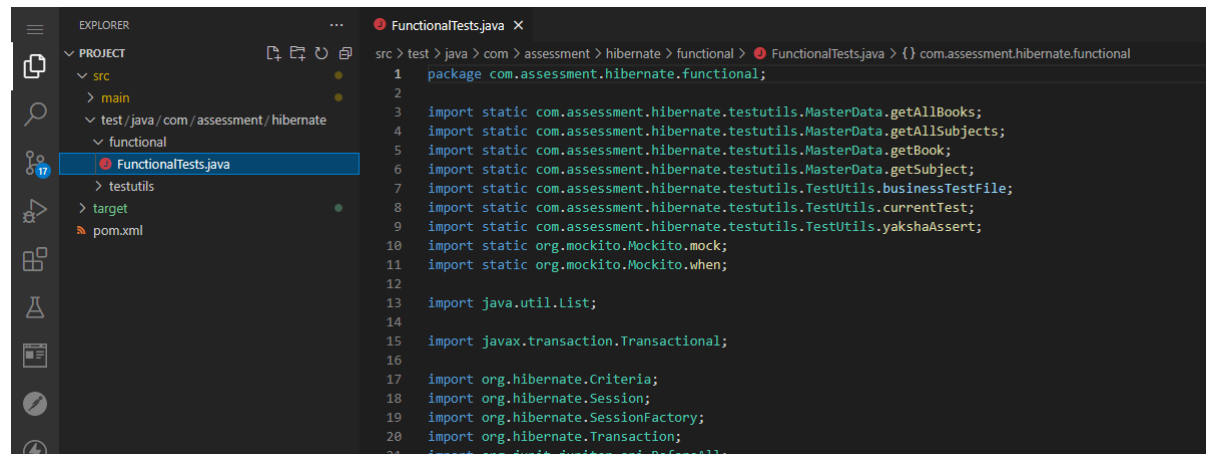 EXPLORER
PROJECT
src
main
test/java/com/assessment/hibernate
functional
FunctionalTests.java
testutils
target
pom.xml
17
FunctionalTests.java
src > test > java > com > assessment > hibernate > functional > FunctionalTests.java > {} com.assessment.hibernate.functional
1 package com.assessment.hibernate.functional;
2
3 import static com.assessment.hibernate.testutils.MasterData.getAllBooks;
4 import static com.assessment.hibernate.testutils.MasterData.getAllSubjects;
5 import static com.assessment.hibernate.testutils.MasterData.getBook;
6 import static com.assessment.hibernate.testutils.MasterData.getSubject;
7 import static com.assessment.hibernate.testutils.TestUtils.businessTestFile;
8 import static com.assessment.hibernate.testutils.TestUtils.currentTest;
9 import static com.assessment.hibernate.testutils.TestUtils.yakshaAssert;
10 import static org.mockito.Mockito.mock;
11 import static org.mockito.Mockito.when;
12
13 import java.util.List;
14
15 import javax.transaction.Transactional;
16
17 import org.hibernate.Criteria;
18 import org.hibernate.Session;
19 import org.hibernate.SessionFactory;
20 import org.hibernate.Transaction;
21 import org.junit.jupiter.api.BeforeAll;